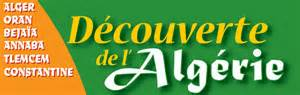 ALGER
ORAN
BEJAÏA
ANNABA
TLEMCEM
CONSTANTINE
Découverte
de l'Algérie